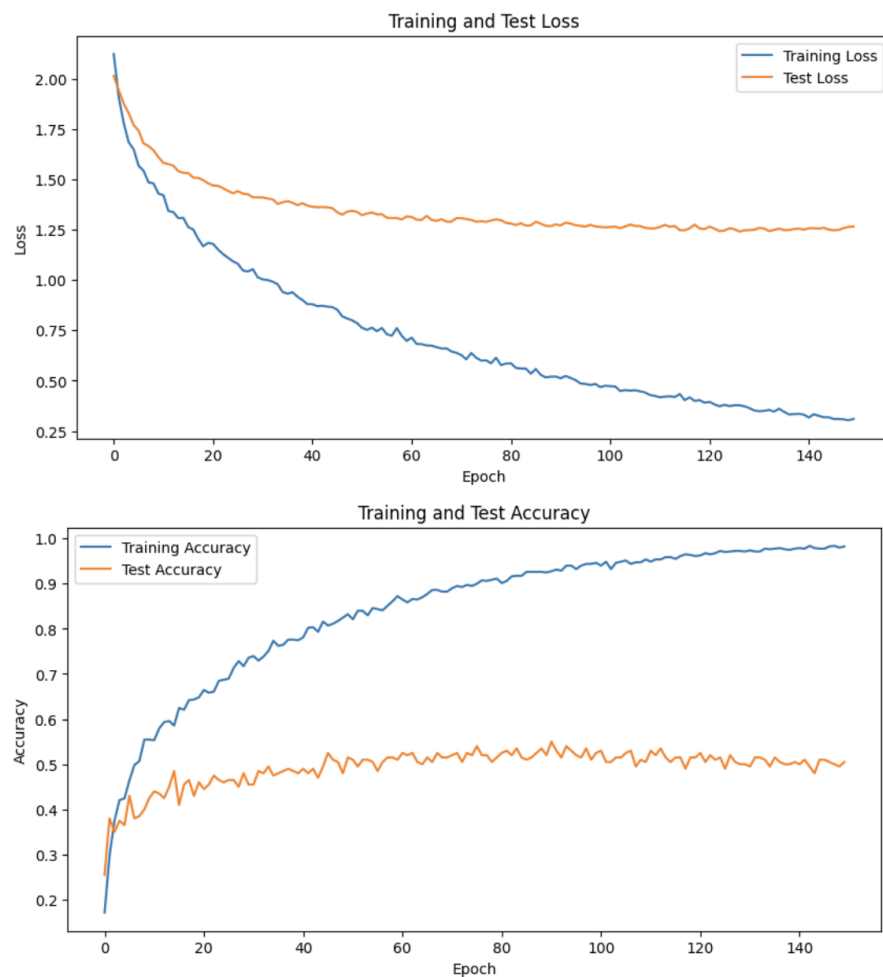 Training and Test Loss
Training Loss
Test Loss
2.00
1.75
1.50
1.25
1.00
0.75
0.50
0.25
Loss
0 20 40 60 80 100 120 140
Epoch
Training and Test Accuracy
Training Accuracy
Test Accuracy
1.0
0.9
0.8
0.7
0.6
0.5
0.4
0.3
0.2
Accuracy
0 20 40 60 80 100 120 140
Epoch